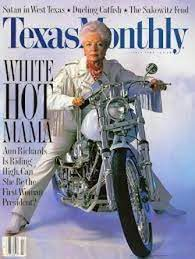 Satan in West Texas • Dueling Catfish • The Sakowitz Feud
Texas Monthly
WHITE
HOT
MAMA
Ann Richards
Is Riding
High. Can
She Be the
First Woman
President?